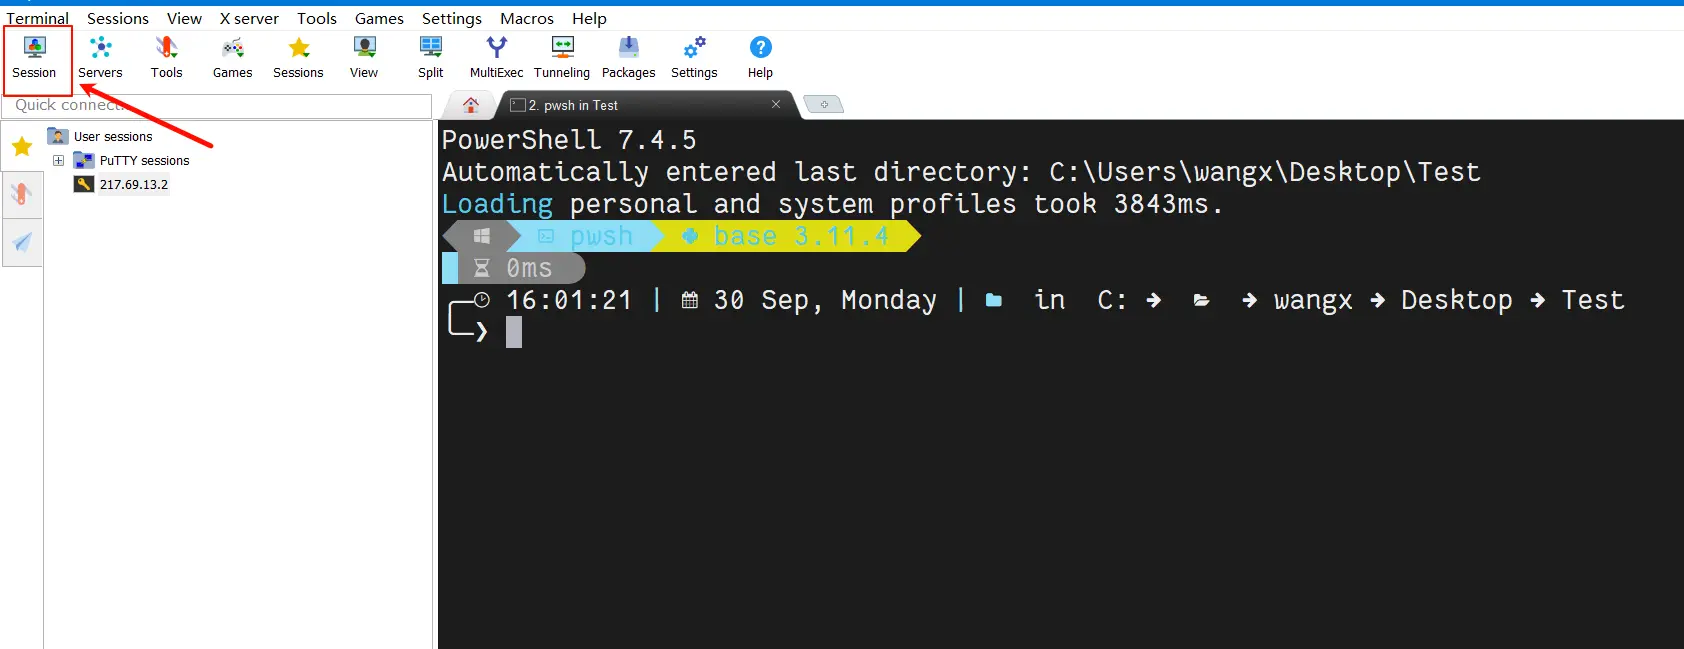 Terminal Sessions View X server Tools Games Settings Macros Help
Session Servers Tools Games Sessions View Split MultiExec Tunneling Packages Settings Help
Quick connect...
2. pwsh in Test
User sessions
PuTTY sessions
217.69.13.2
PowerShell 7.4.5
Automatically entered last directory: C:\Users\wangx\Desktop\Test
Loading personal and system profiles took 3843ms.
pwsh base 3.11.4
0ms
16:01:21 | 30 Sep, Monday | in C: → → wangx → Desktop → Test
❯